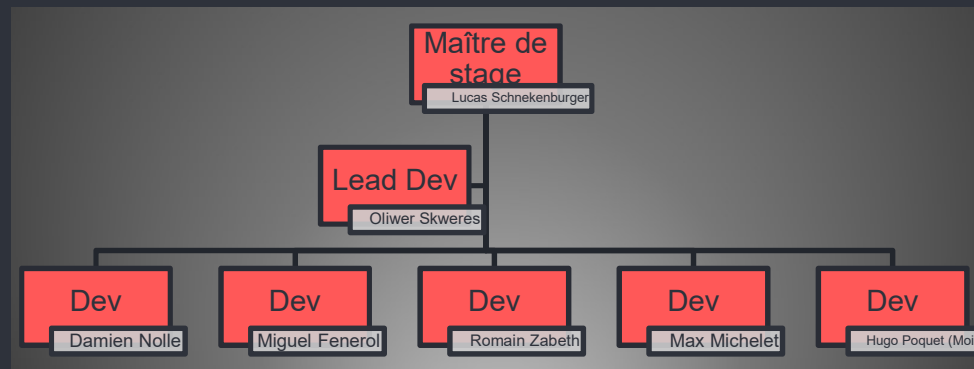 Maître de
stage
Lucas Schnekenburger
Lead Dev
Oliwer Skweres
Dev
Damien Nolle
Dev
Miguel Fenerol
Dev
Romain Zabeth
Dev
Max Michelet
Dev
Hugo Poquet (Moi